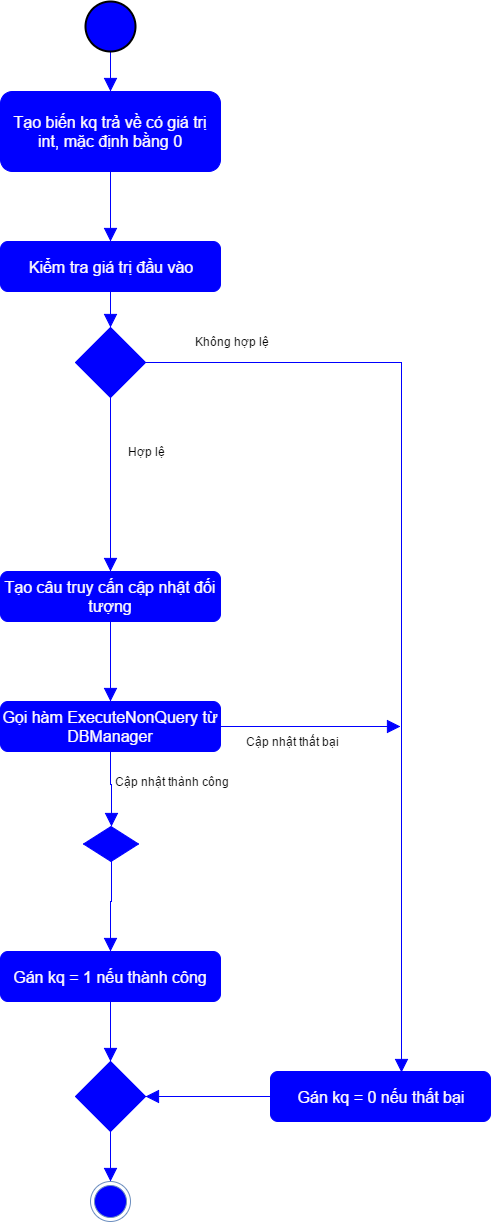 Tạo biến kq trả về có giá trị
int, mặc định bằng 0
Kiểm tra giá trị đầu vào
Không hợp lệ
Hợp lệ
Tạo câu truy cấn cập nhật đối
tượng
Gọi hàm ExecuteNonQuery từ
DBManager
Cập nhật thất bại
Cập nhật thành công
Gán kq = 1 nếu thành công
Gán kq = 0 nếu thất bại